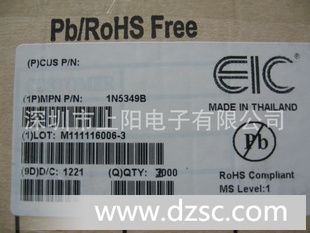 Pb/RoHS Free
(P)CUS P/N:
EIC
MADE IN THAILAND
(1P)MPN P/N: 1N5349B
深圳市上阳电子有限公司
(1)LOT: M111116006-3
Pb
(9D)D/C: 1221
(Q)QTY:
RoHS Compliant
MS Level:1
www.dzsc.com